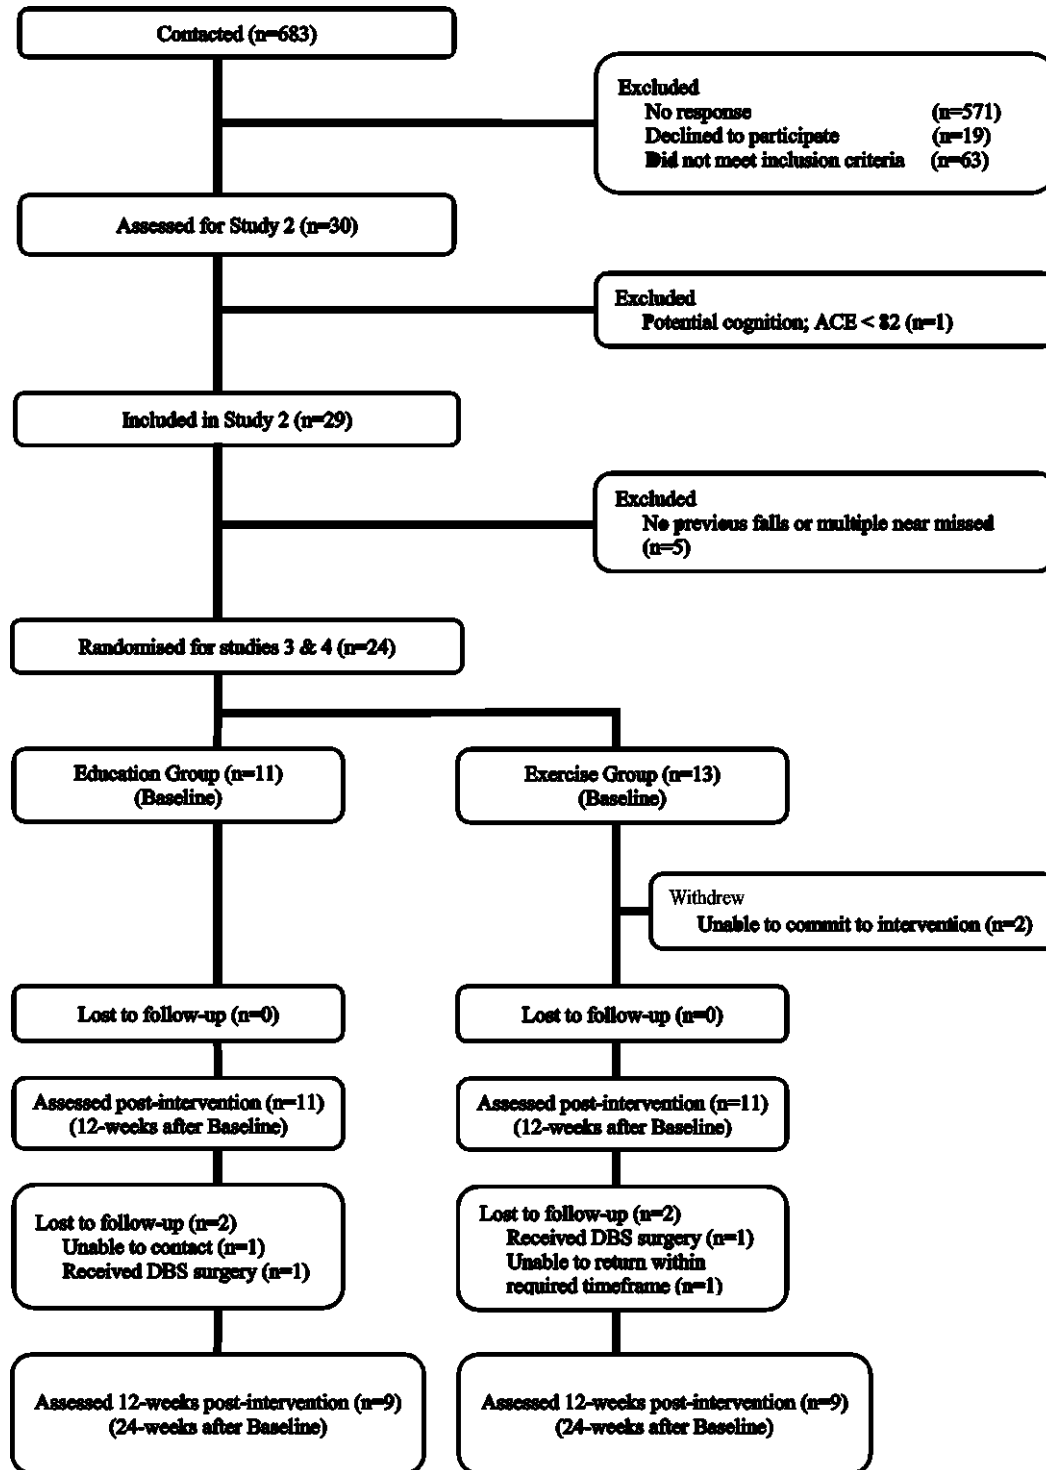 Contacted (n=683)
Excluded
No response (n=571)
Declined to participate (n=19)
Did not meet inclusion criteria (n=63)
Assessed for Study 2 (n=30)
Excluded
Potential cognition; ACE < 82 (n=1)
Included in Study 2 (n=29)
Excluded
No previous falls or multiple near missed
(n=5)
Randomised for studies 3 & 4 (n=24)
Education Group (n=11)
(Baseline)
Exercise Group (n=13)
(Baseline)
Withdrew
Unable to commit to intervention (n=2)
Lost to follow-up (n=0)
Lost to follow-up (n=0)
Assessed post-intervention (n=11)
(12-weeks after Baseline)
Assessed post-intervention (n=11)
(12-weeks after Baseline)
Lost to follow-up (n=2)
Unable to contact (n=1)
Received DBS surgery (n=1)
Lost to follow-up (n=2)
Received DBS surgery (n=1)
Unable to return within
required timeframe (n=1)
Assessed 12-weeks post-intervention (n=9)
(24-weeks after Baseline)
Assessed 12-weeks post-intervention (n=9)
(24-weeks after Baseline)